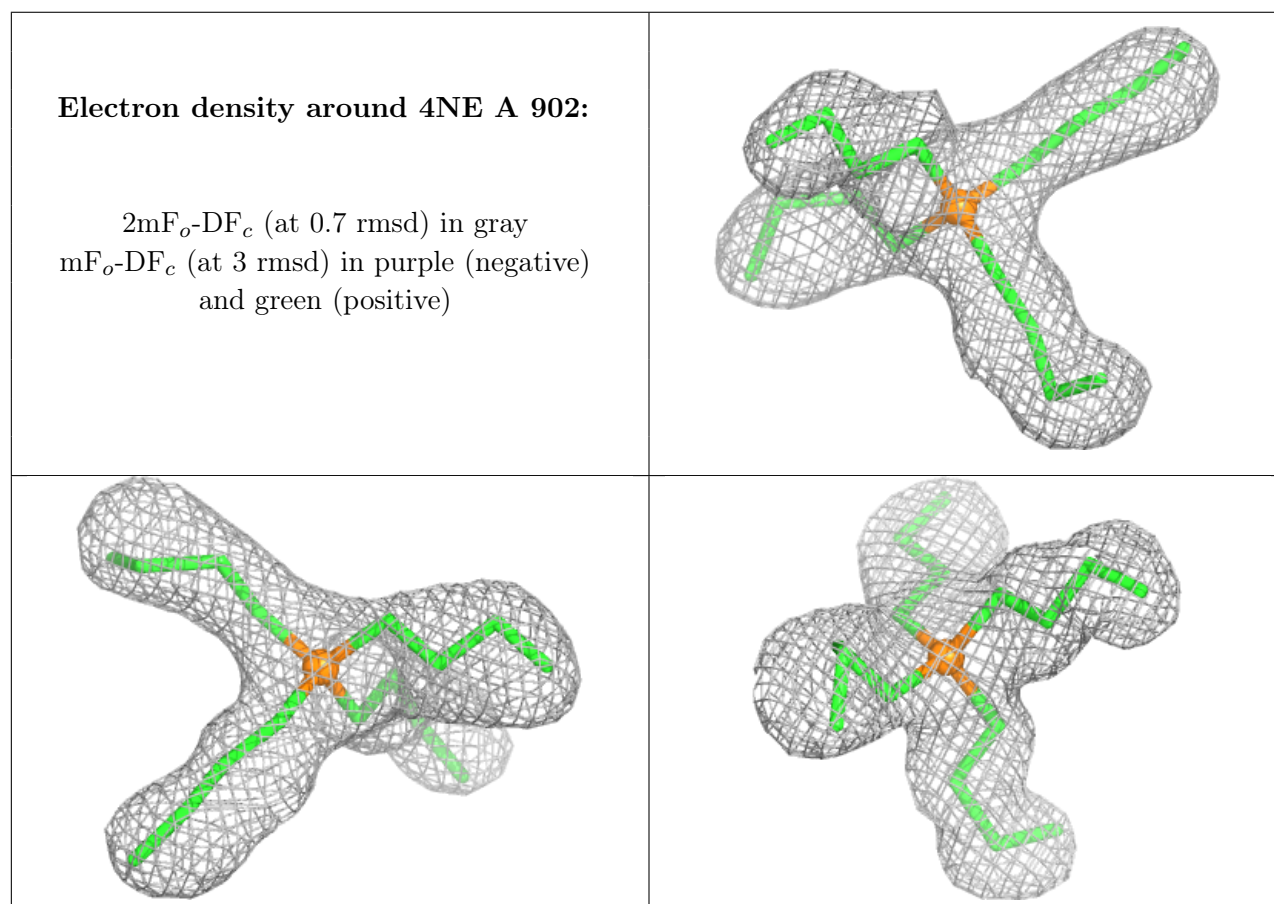 Electron density around 4NE A 902:
2mFo-DFc (at 0.7 rmsd) in gray
mFo-DFc (at 3 rmsd) in purple (negative)
and green (positive)